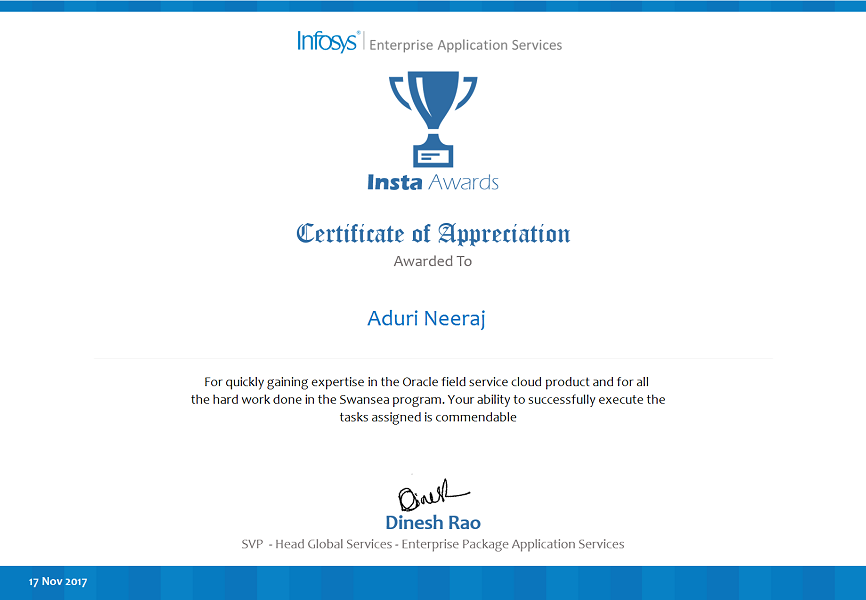 Infosys® | Enterprise Application Services
Insta Awards
Certificate of Appreciation
Awarded To
Aduri Neeraj
For quickly gaining expertise in the Oracle field service cloud product and for all
the hard work done in the Swansea program. Your ability to successfully execute the
tasks assigned is commendable
Dinesh
Dinesh Rao
SVP - Head Global Services - Enterprise Package Application Services
17 Nov 2017